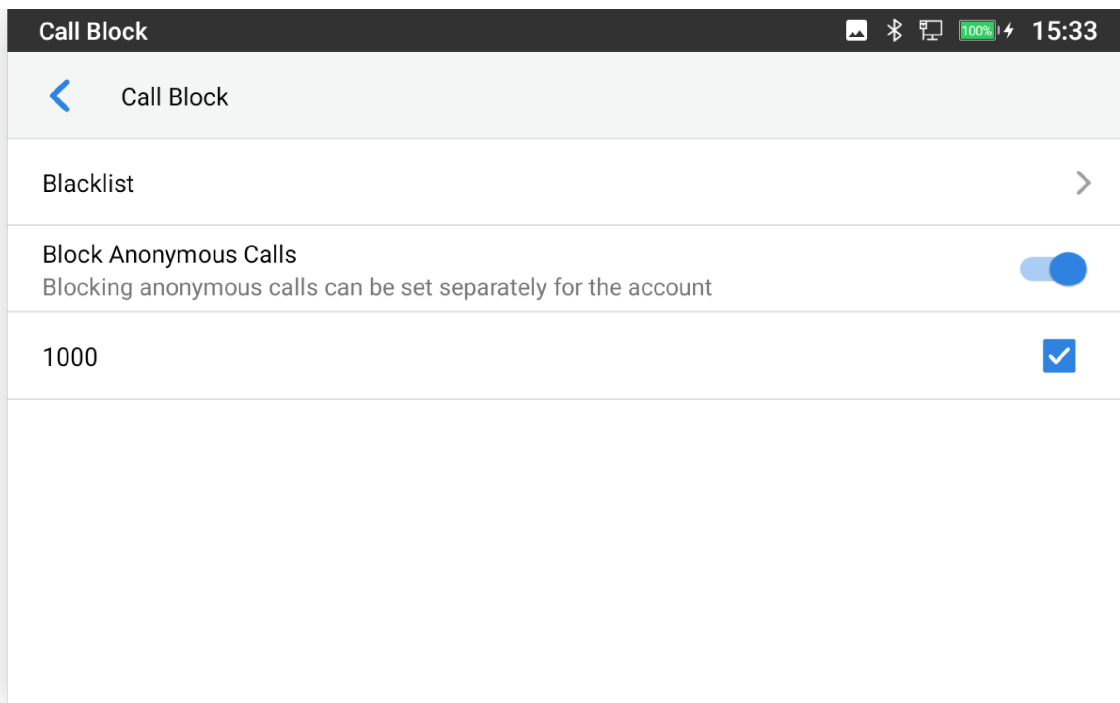 Call Block
100%
15:33
Call Block
Blacklist
Block Anonymous Calls
Blocking anonymous calls can be set separately for the account
1000